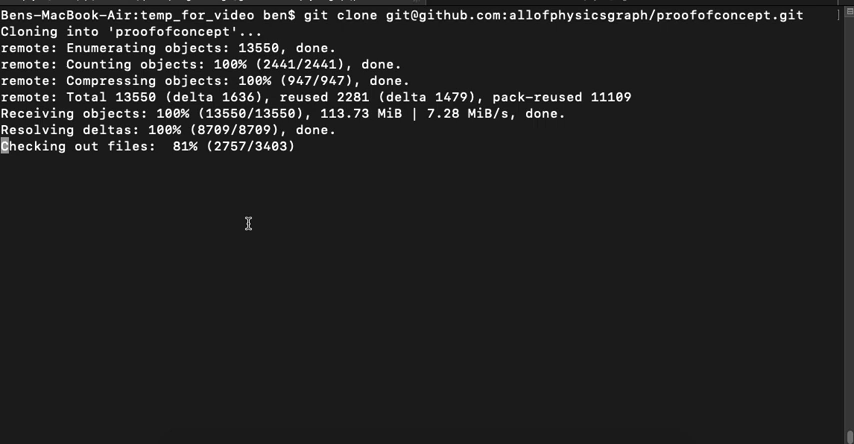 Bens-MacBook-Air:temp_for_video ben$ git clone git@github.com:allofphysicsgraph/proofofconcept.git
Cloning into 'proofofconcept'...
remote: Enumerating objects: 13550, done.
remote: Counting objects: 100% (2441/2441), done.
remote: Compressing objects: 100% (947/947), done.
remote: Total 13550 (delta 1636), reused 2281 (delta 1479), pack-reused 11109
Receiving objects: 100% (13550/13550), 113.73 MiB | 7.28 MiB/s, done.
Resolving deltas: 100% (8709/8709), done.
Checking out files:  81% (2757/3403)